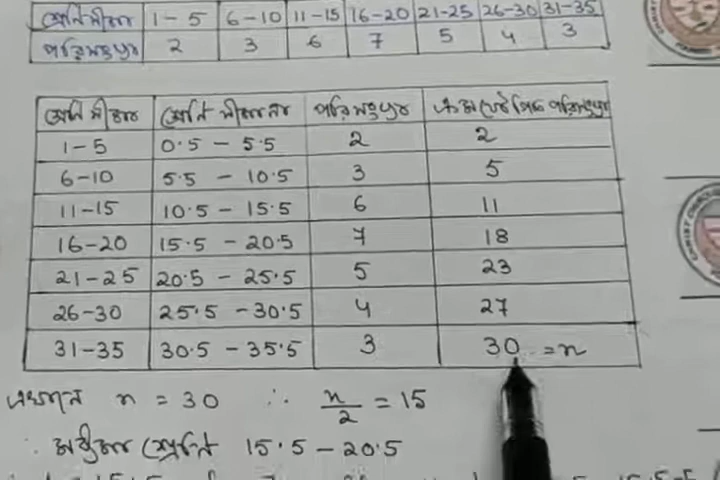 শ্রেণি সীমার 1-5 6-10 11-15 16-20 21-25 26-30 31-35
পরিসংখ্যা 2 3 6 7 5 4 3
শ্রেণি সীমার শ্রেণি সীমানা পরিসংখ্যা
1-5 0.5 - 5.5 2 2
6-10 5.5 - 10.5 3 5
11-15 10.5 - 15.5 6 11
16-20 15.5 - 20.5 7 18
21-25 20.5 - 25.5 5 23
26-30 25.5 - 30.5 4 27
31-35 30.5 - 35.5 3 30 = n
এখানে n = 30 ∴ n/2 = 15
∴ মধ্যমার শ্রেণি 15.5 - 20.5